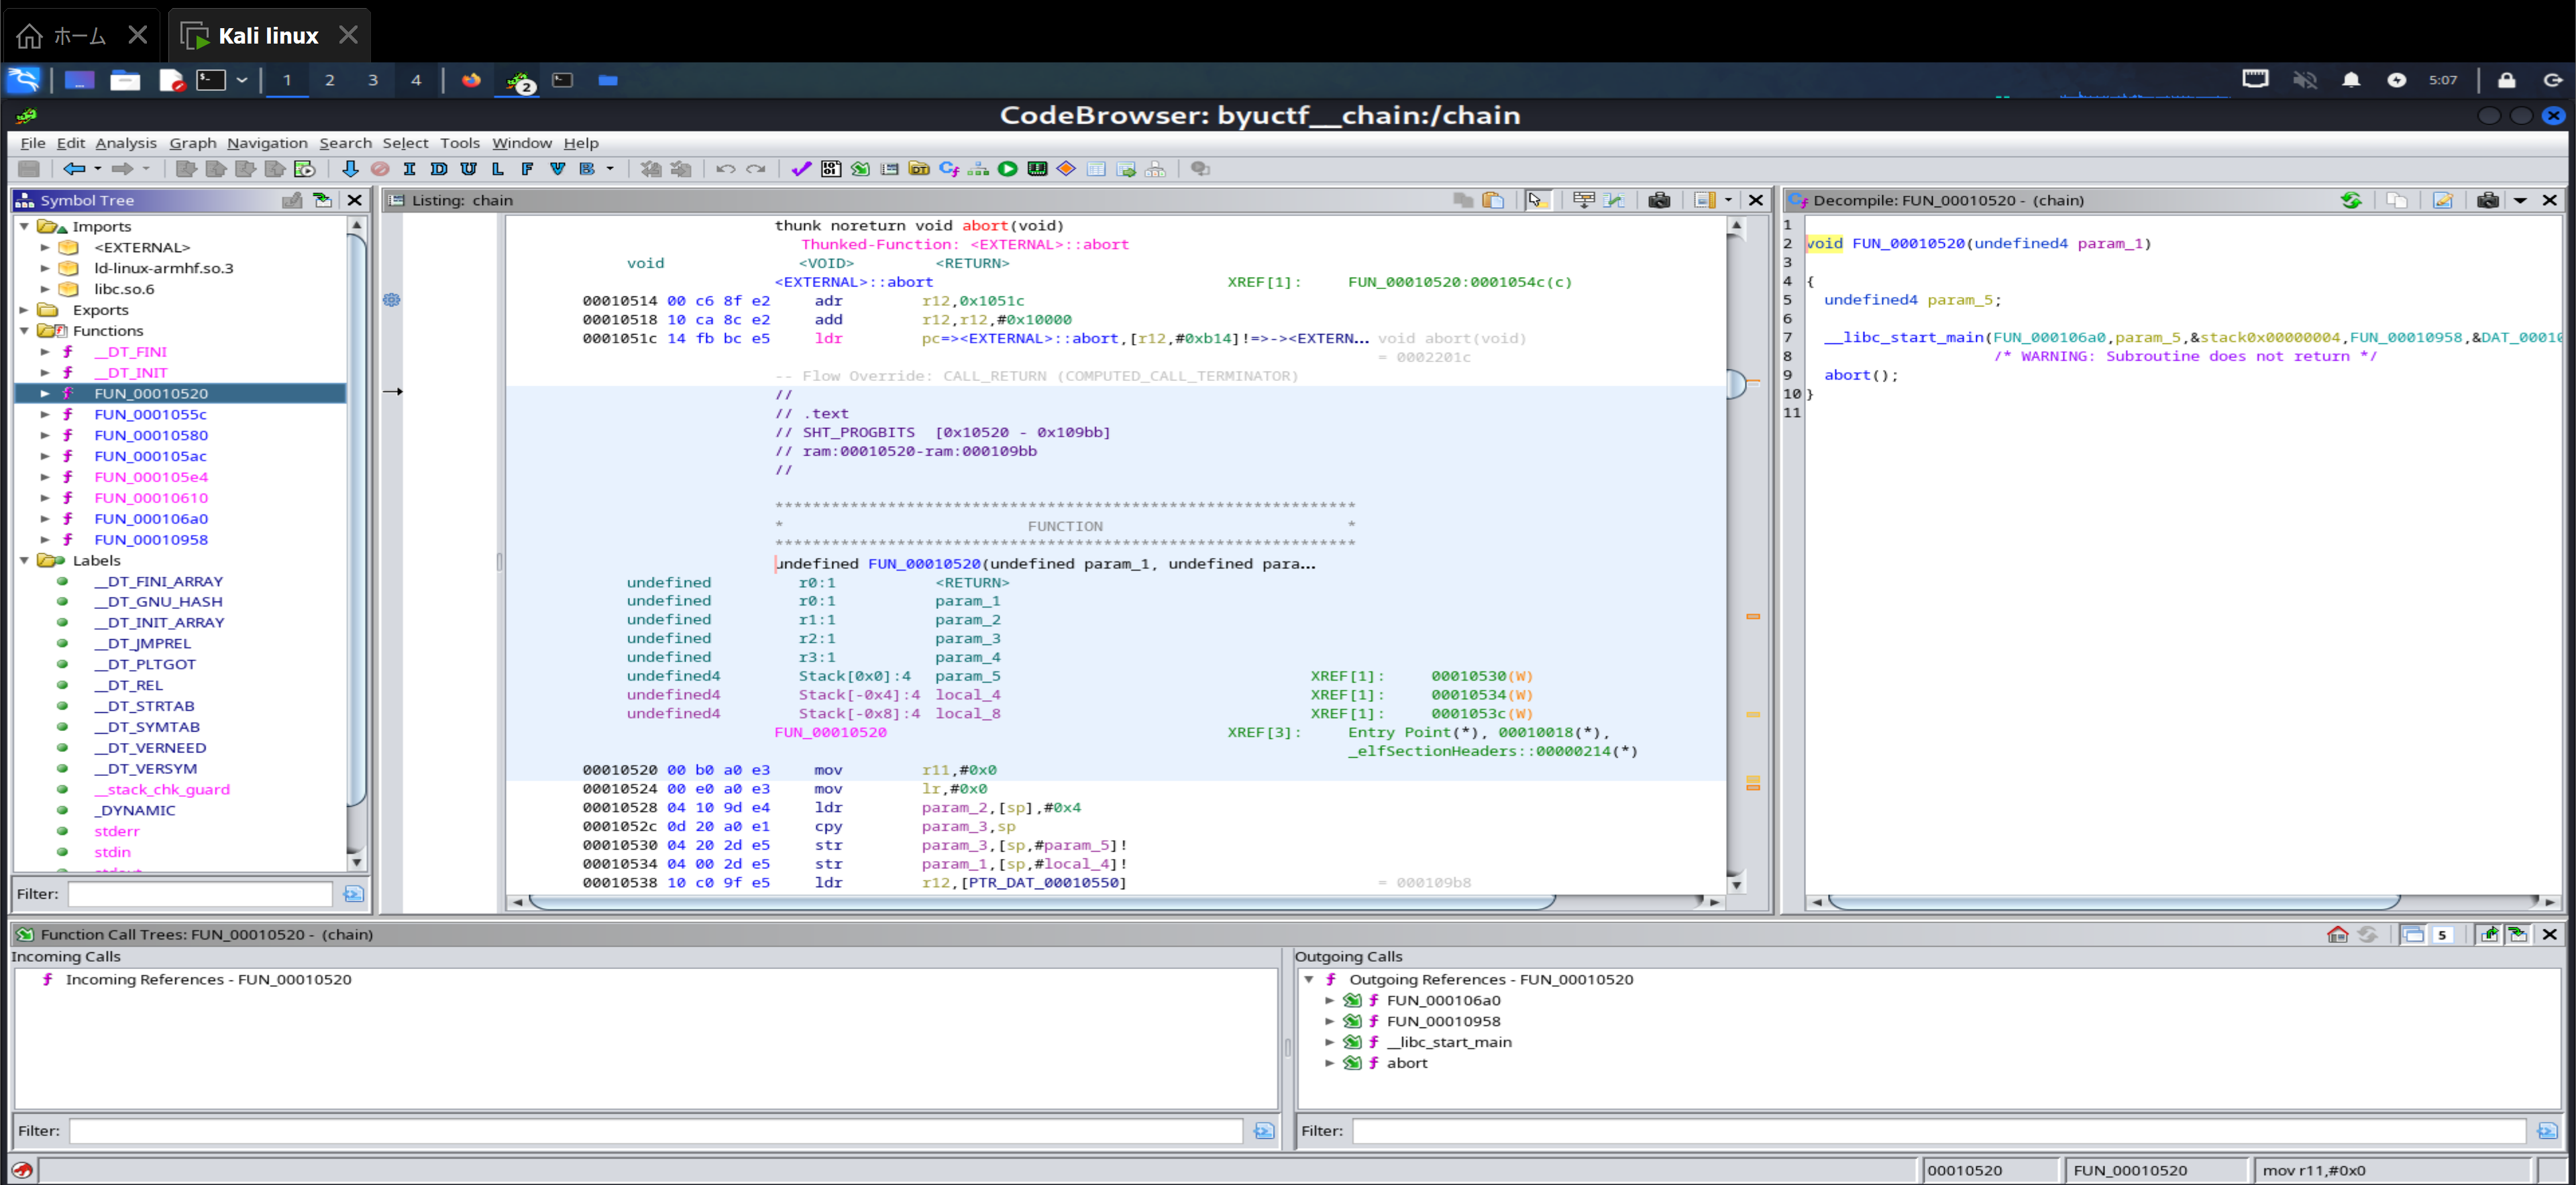 ホーム
Kali linux
1 2 3 4
2
5:07
CodeBrowser: byuctf__chain:/chain
File Edit Analysis Graph Navigation Search Select Tools Window Help
I D U L F V B
Symbol Tree
Imports
<EXTERNAL>
ld-linux-armhf.so.3
libc.so.6
Exports
Functions
__DT_FINI
__DT_INIT
FUN_00010520
FUN_0001055c
FUN_00010580
FUN_000105ac
FUN_000105e4
FUN_00010610
FUN_000106a0
FUN_00010958
Labels
__DT_FINI_ARRAY
__DT_GNU_HASH
__DT_INIT_ARRAY
__DT_JMPREL
__DT_PLTGOT
__DT_REL
__DT_STRTAB
__DT_SYMTAB
__DT_VERNEED
__DT_VERSYM
__stack_chk_guard
_DYNAMIC
stderr
stdin
Filter:
Listing: chain
thunk noreturn void abort(void)
Thunked-Function: <EXTERNAL>::abort
void <VOID> <RETURN>
<EXTERNAL>::abort XREF[1]: FUN_00010520:0001054c(c)
00010514 00 c6 8f e2 adr r12,0x1051c
00010518 10 ca 8c e2 add r12,r12,#0x10000
0001051c 14 fb bc e5 ldr pc=><EXTERNAL>::abort,[r12,#0xb14]!=>-><EXTERN... void abort(void)
= 0002201c
-- Flow Override: CALL_RETURN (COMPUTED_CALL_TERMINATOR)
//
// .text
// SHT_PROGBITS [0x10520 - 0x109bb]
// ram:00010520-ram:000109bb
//
**************************************************************
* FUNCTION *
**************************************************************
undefined FUN_00010520(undefined param_1, undefined para...
undefined r0:1 <RETURN>
undefined r0:1 param_1
undefined r1:1 param_2
undefined r2:1 param_3
undefined r3:1 param_4
undefined4 Stack[0x0]:4 param_5 XREF[1]: 00010530(W)
undefined4 Stack[-0x4]:4 local_4 XREF[1]: 00010534(W)
undefined4 Stack[-0x8]:4 local_8 XREF[1]: 0001053c(W)
FUN_00010520 XREF[3]: Entry Point(*), 00010018(*),
_elfSectionHeaders::00000214(*)
00010520 00 b0 a0 e3 mov r11,#0x0
00010524 00 e0 a0 e3 mov lr,#0x0
00010528 04 10 9d e4 ldr param_2,[sp],#0x4
0001052c 0d 20 a0 e1 cpy param_3,sp
00010530 04 20 2d e5 str param_3,[sp,#param_5]!
00010534 04 00 2d e5 str param_1,[sp,#local_4]!
00010538 10 c0 9f e5 ldr r12,[PTR_DAT_00010550] = 000109b8
Decompile: FUN_00010520 - (chain)
1
2 void FUN_00010520(undefined4 param_1)
3
4 {
5 undefined4 param_5;
6
7 __libc_start_main(FUN_000106a0,param_5,&stack0x00000004,FUN_00010958,&DAT_00010
8 /* WARNING: Subroutine does not return */
9 abort();
10 }
11
Function Call Trees: FUN_00010520 - (chain)
5
Incoming Calls
Incoming References - FUN_00010520
Filter:
Outgoing Calls
Outgoing References - FUN_00010520
FUN_000106a0
FUN_00010958
__libc_start_main
abort
Filter:
00010520 FUN_00010520 mov r11,#0x0